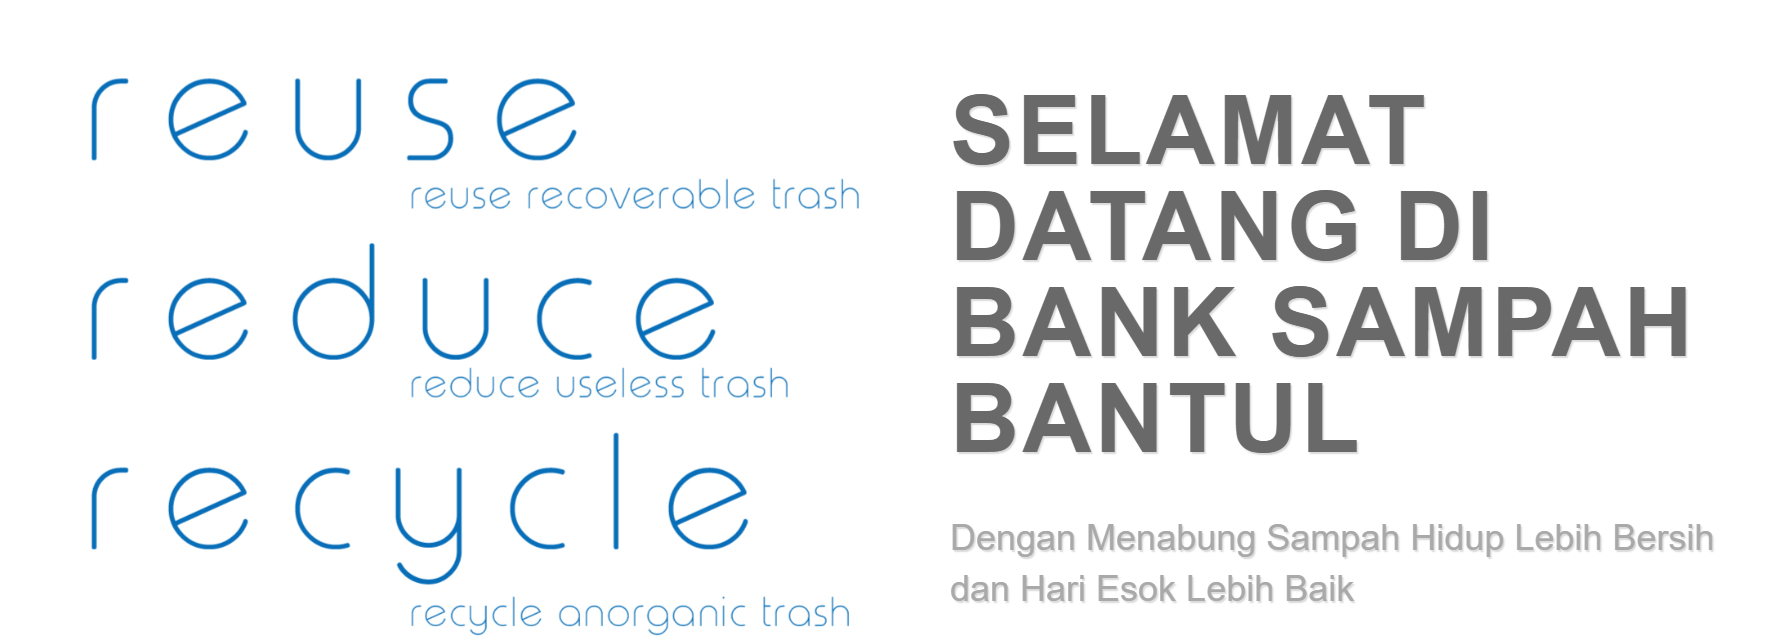 reuse
reuse recoverable trash
reduce
reduce useless trash
recycle
recycle anorganic trash
SELAMAT
DATANG DI
BANK SAMPAH
BANTUL
Dengan Menabung Sampah Hidup Lebih Bersih
dan Hari Esok Lebih Baik